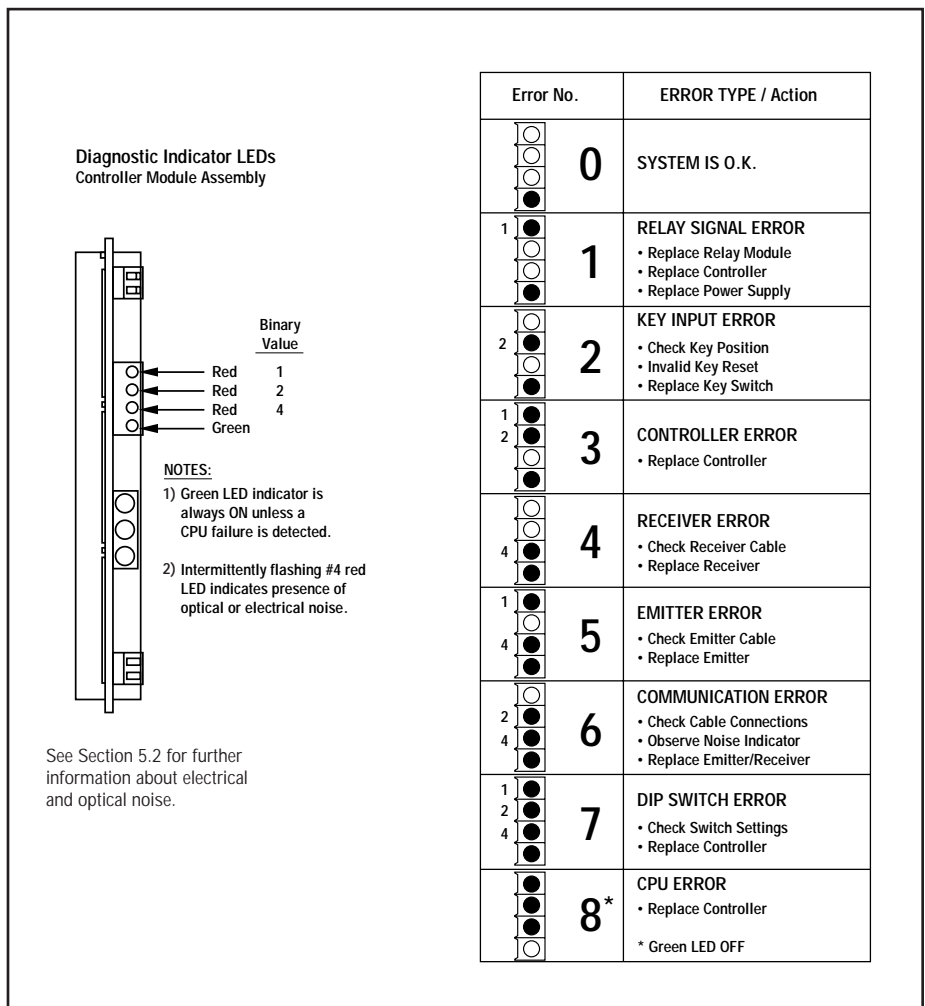 Diagnostic Indicator LEDs
Controller Module Assembly
Binary
Value
Red 1
Red 2
Red 4
Green
NOTES:
1) Green LED indicator is
always ON unless a
CPU failure is detected.
2) Intermittently flashing #4 red
LED indicates presence of
optical or electrical noise.
See Section 5.2 for further
information about electrical
and optical noise.
Error No. ERROR TYPE / Action
0 SYSTEM IS O.K.
1
1
RELAY SIGNAL ERROR
• Replace Relay Module
• Replace Controller
• Replace Power Supply
2
2
KEY INPUT ERROR
• Check Key Position
• Invalid Key Reset
• Replace Key Switch
1
2
3
CONTROLLER ERROR
• Replace Controller
4
4
RECEIVER ERROR
• Check Receiver Cable
• Replace Receiver
1
4
5
EMITTER ERROR
• Check Emitter Cable
• Replace Emitter
2
4
6
COMMUNICATION ERROR
• Check Cable Connections
• Observe Noise Indicator
• Replace Emitter/Receiver
1
2
4
7
DIP SWITCH ERROR
• Check Switch Settings
• Replace Controller
8*
CPU ERROR
• Replace Controller
* Green LED OFF